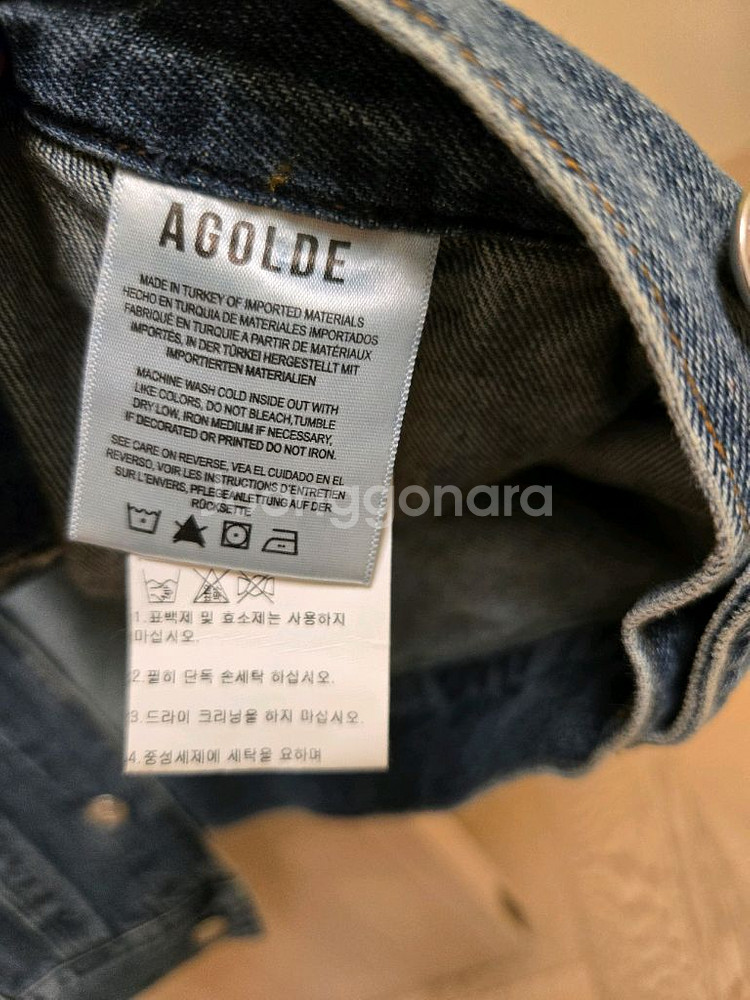 AGOLDE
MADE IN TURKEY OF IMPORTED MATERIALS
HECHO EN TURQUIA DE MATERIALES IMPORTADOS
FABRIQUÉ EN TURQUIE A PARTIR DE MATÉRIAUX
IMPORTÉS, IN DER TÜRKEI HERGESTELLT MIT
IMPORTIERTEN MATERIALIEN
MACHINE WASH COLD INSIDE OUT WITH
LIKE COLORS, DO NOT BLEACH,TUMBLE
DRY LOW, IRON MEDIUM IF NECESSARY,
IF DECORATED OR PRINTED DO NOT IRON.
SEE CARE ON REVERSE, VEA EL CUIDADO EN EL
REVERSO, VOIR LES INSTRUCTIONS D'ENTRETIEN
SUR L'ENVERS, PFLEGEANLEITUNG AUF DER
RÜCKSETTE
1.표백제 및 효소제는 사용하지
마십시오.
2.필히 단독 손세탁 하십시오.
3.드라이 크리닝을 하지 마십시오.
4.중성세제에 세탁을 요하며